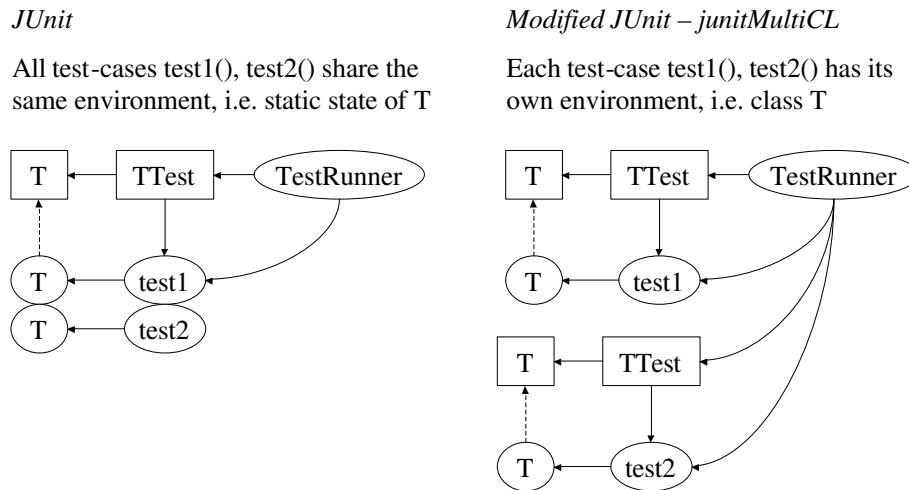 JUnit
All test-cases test1(), test2() share the
same environment, i.e. static state of T
T
TTest
TestRunner
T
test1
T
test2
Modified JUnit – junitMultiCL
Each test-case test1(), test2() has its
own environment, i.e. class T
T
TTest
TestRunner
T
test1
T
TTest
T
test2